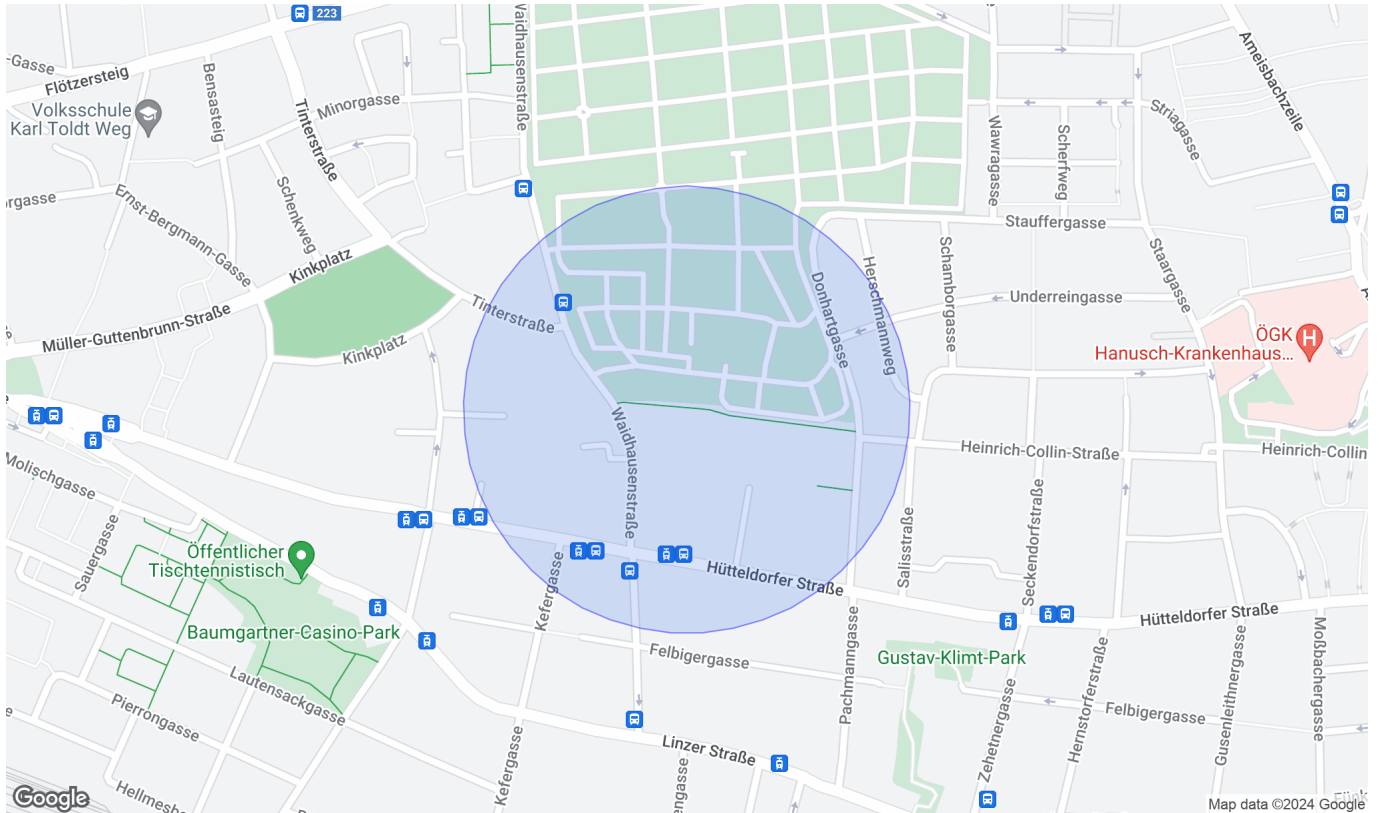 223
-Gasse
Flötzersteig
Bensasteig
Waidhausenstraße
Ameisbachzeile
Volksschule
Karl Toldt Weg
Tinterstraße
Minorgasse
Striagasse
Wawragasse
Scherfweg
Schenkweg
Ernst-Bergmann-Gasse
Kinkplatz
Stauffergasse
Staargasse
Schamborgasse
Herschmannweg
Donhartgasse
Underreingasse
Tinterstraße
Müller-Guttenbrunn-Straße
Kinkplatz
ÖGK
Hanusch-Krankenhaus...
Waidhausenstraße
Heinrich-Collin-Straße
Heinrich-Collin
Molischgasse
Sauergasse
Seckendorfstraße
Salisstraße
Öffentlicher
Tischtennistisch
Kefergasse
Hütteldorfer Straße
Hütteldorfer Straße
Baumgartner-Casino-Park
Felbigergasse
Gustav-Klimt-Park
Pachmanngasse
Moßbachergasse
Gusenleithnergasse
Hernstorferstraße
Zehetnergasse
Lautensackgasse
Pierrongasse
Felbigergasse
Linzer Straße
Kefergasse
engasse
Hellmesb
Google
Map data ©2024 Google